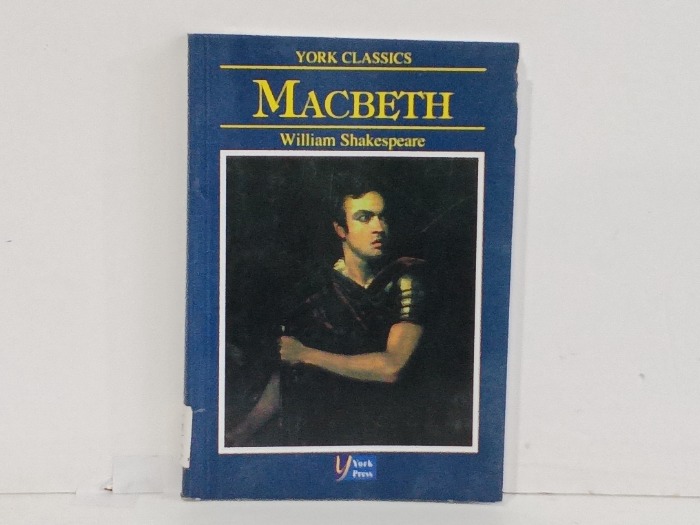 YORK CLASSICS
MACBETH
William Shakespeare
York
Press